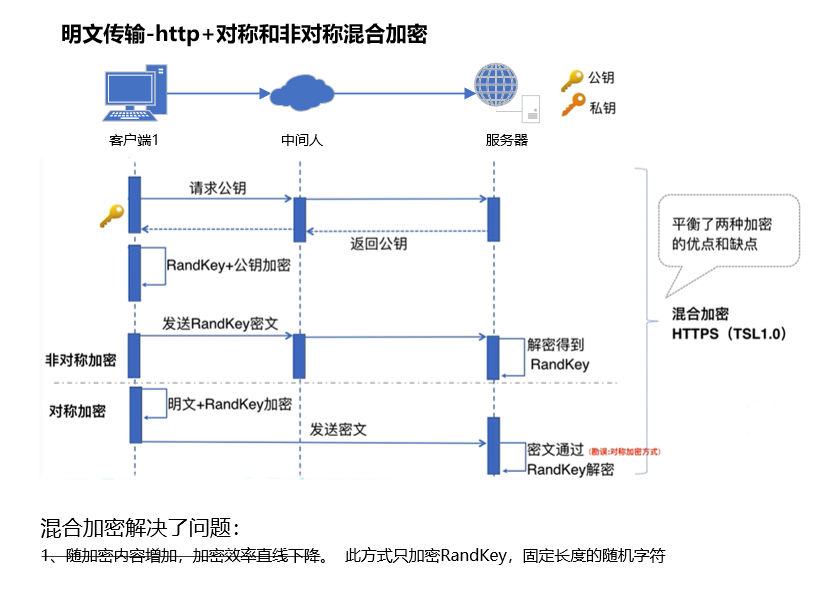 明文传输-http+对称和非对称混合加密
公钥
私钥
客户端1
中间人
服务器
请求公钥
返回公钥
平衡了两种加密
的优点和缺点
RandKey+公钥加密
混合加密
HTTPS（TSL1.0）
发送RandKey密文
解密得到
RandKey
非对称加密
对称加密
明文+RandKey加密
发送密文
密文通过（勘误:对称加密方式）
RandKey解密
混合加密解决了问题：
1、随加密内容增加，加密效率直线下降。 此方式只加密RandKey，固定长度的随机字符